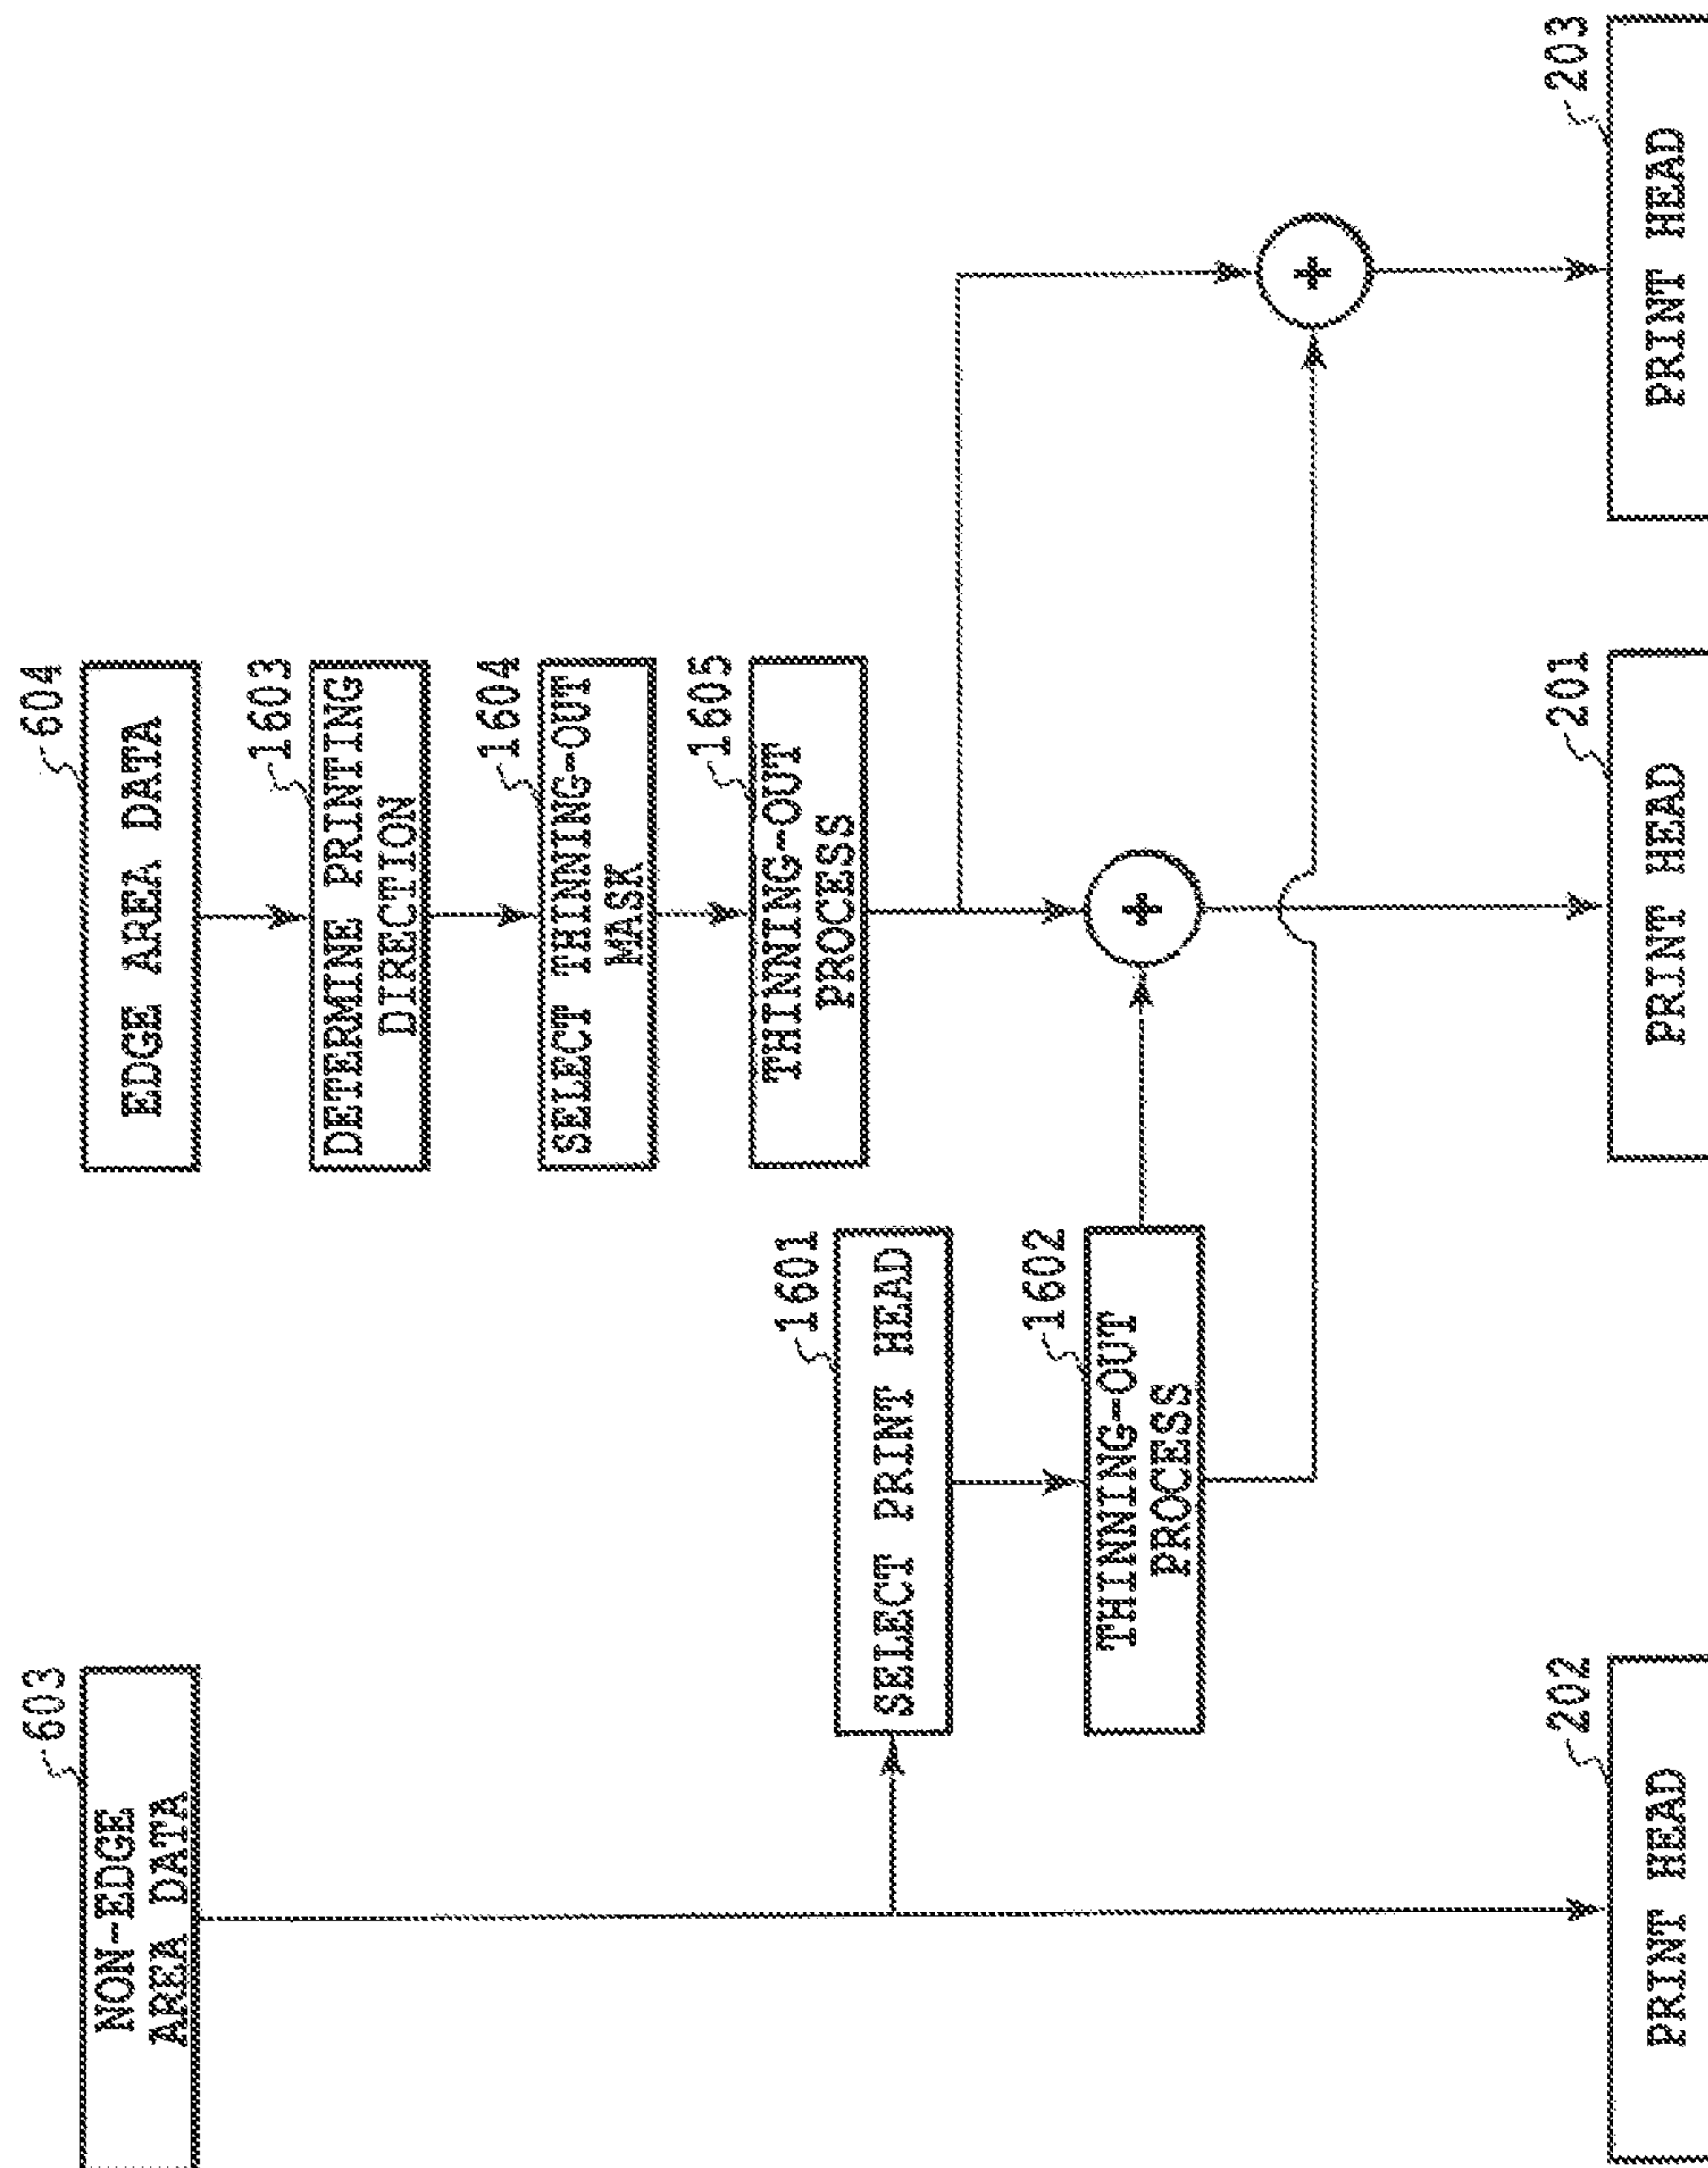 603
NON-EDGE
AREA DATA
604
EDGE AREA DATA
1603
DETERMINE PRINTING
DIRECTION
1604
SELECT THINNING-OUT
MASK
1605
THINNING-OUT
PROCESS
1601
SELECT PRINT HEAD
1602
THINNING-OUT
PROCESS
+
+
202
PRINT HEAD
201
PRINT HEAD
203
PRINT HEAD